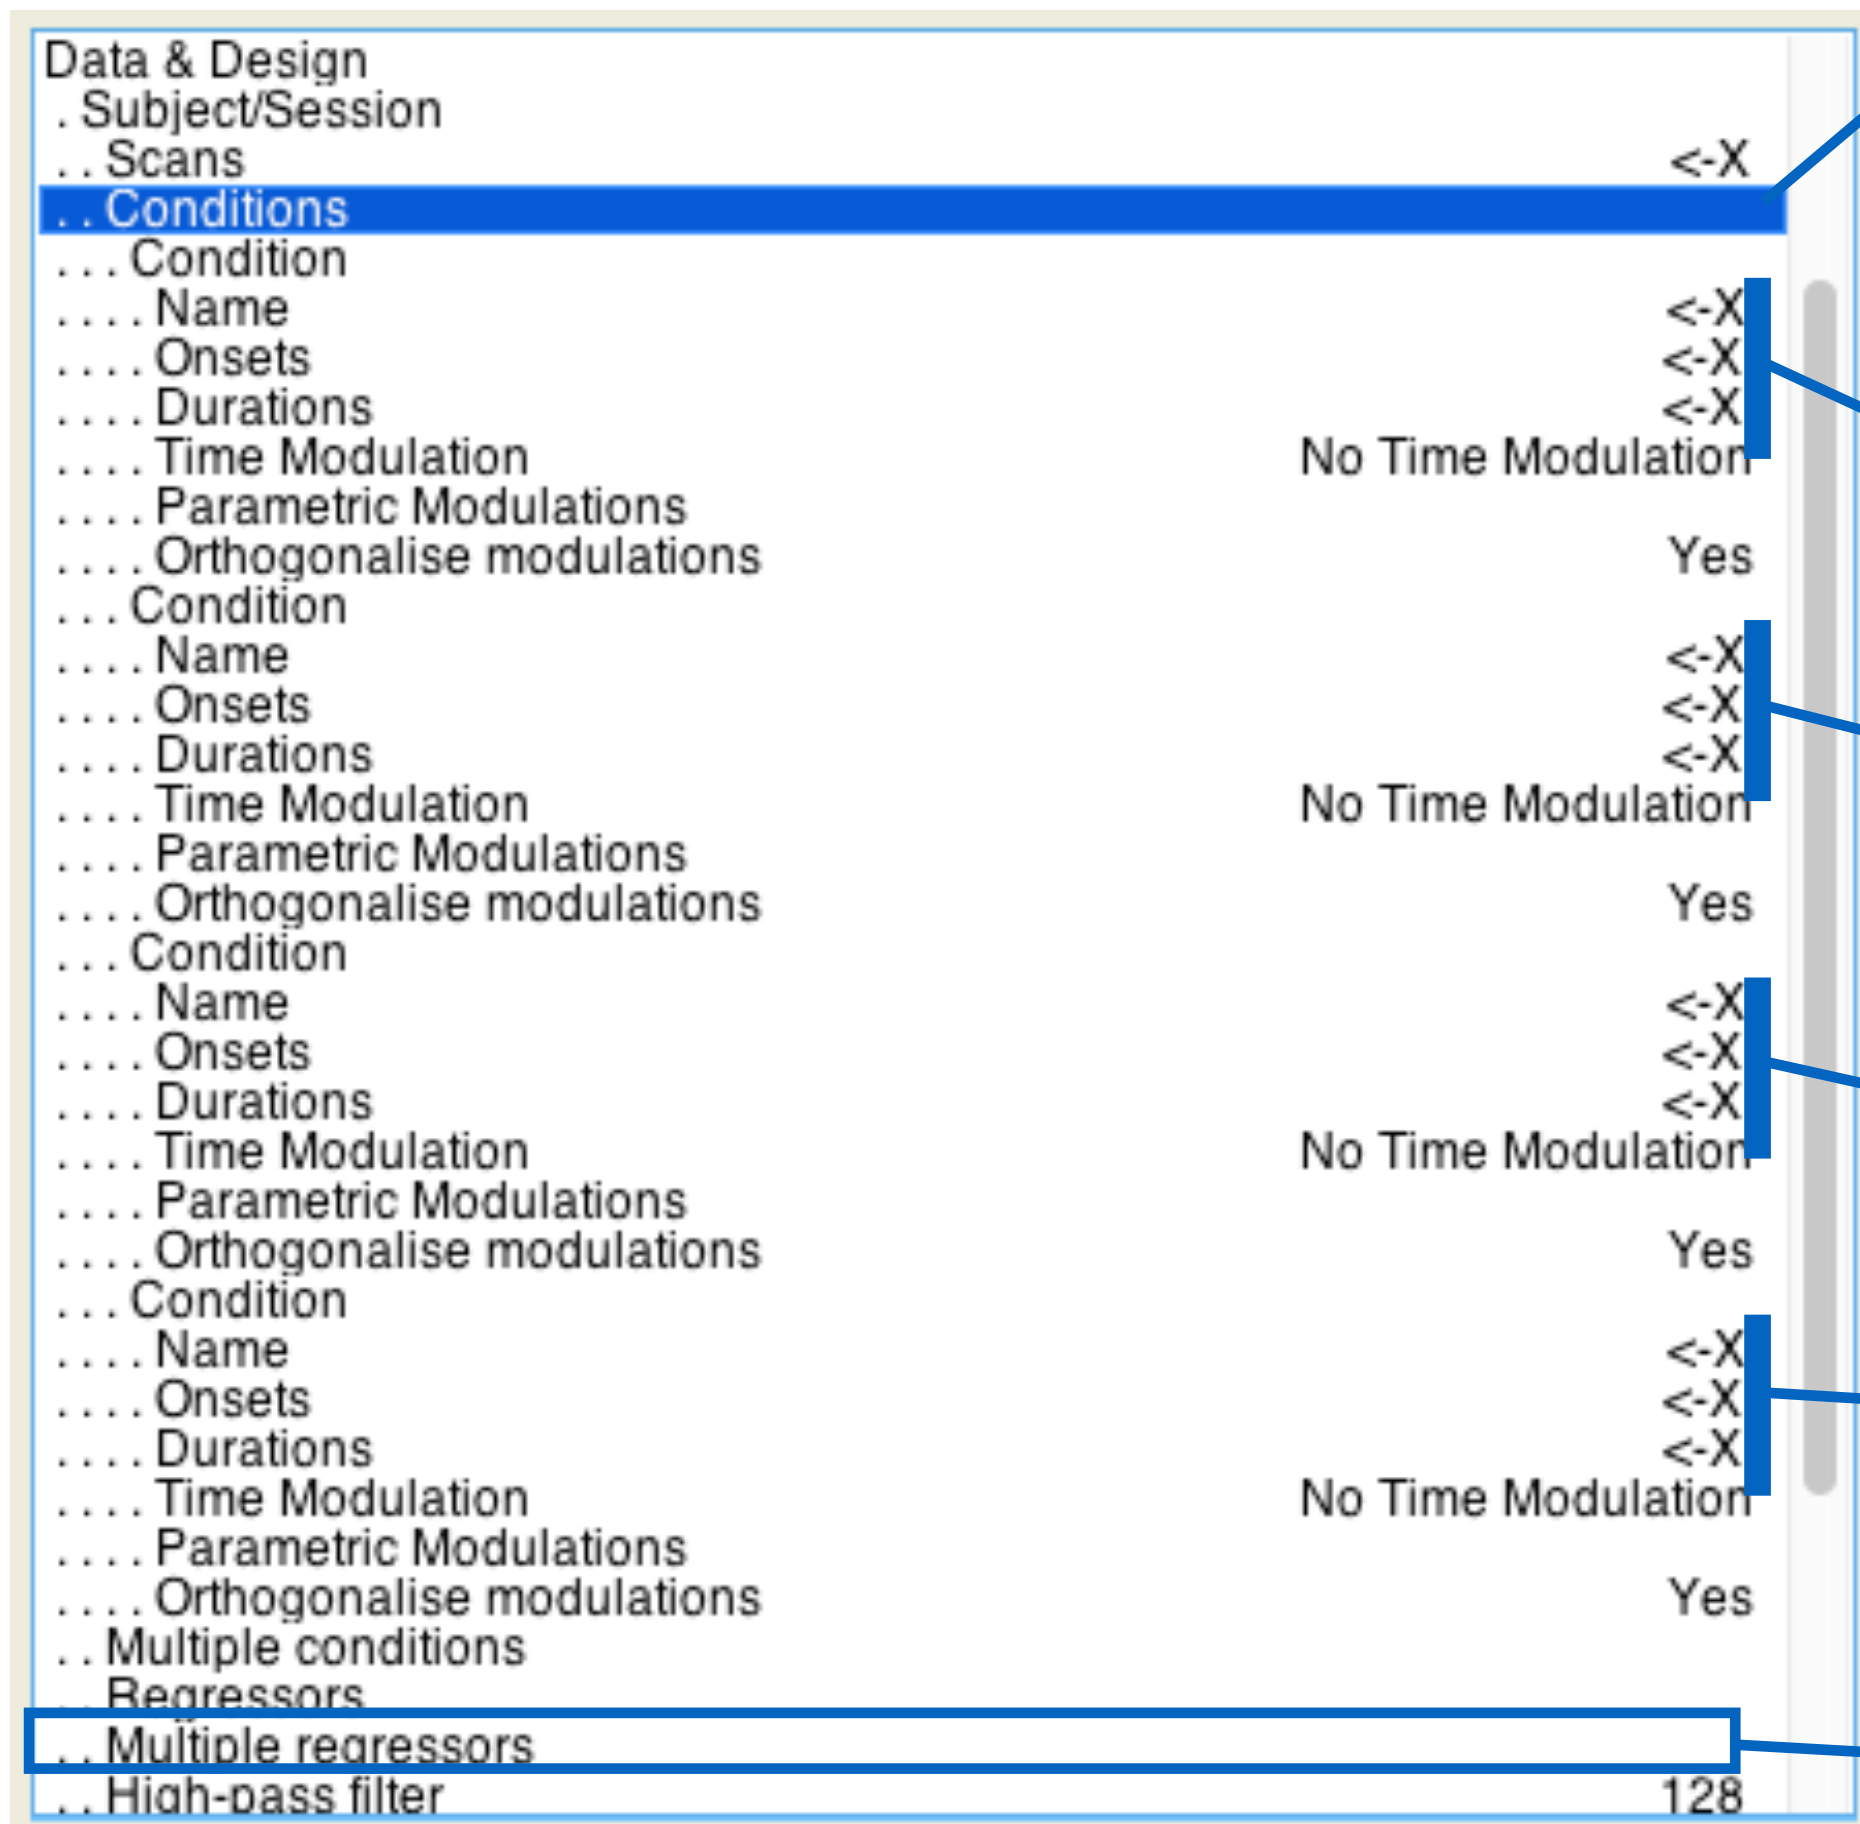 Data & Design
. Subject/Session
. . Scans <-X
. . Conditions
. . . Condition
. . . . Name <-X
. . . . Onsets <-X
. . . . Durations <-X
. . . . Time Modulation No Time Modulation
. . . . Parametric Modulations
. . . . Orthogonalise modulations Yes
. . . Condition
. . . . Name <-X
. . . . Onsets <-X
. . . . Durations <-X
. . . . Time Modulation No Time Modulation
. . . . Parametric Modulations
. . . . Orthogonalise modulations Yes
. . . Condition
. . . . Name <-X
. . . . Onsets <-X
. . . . Durations <-X
. . . . Time Modulation No Time Modulation
. . . . Parametric Modulations
. . . . Orthogonalise modulations Yes
. . . Condition
. . . . Name <-X
. . . . Onsets <-X
. . . . Durations <-X
. . . . Time Modulation No Time Modulation
. . . . Parametric Modulations
. . . . Orthogonalise modulations Yes
. . Multiple conditions
. . Regressors
. . Multiple regressors
. . High-pass filter 128